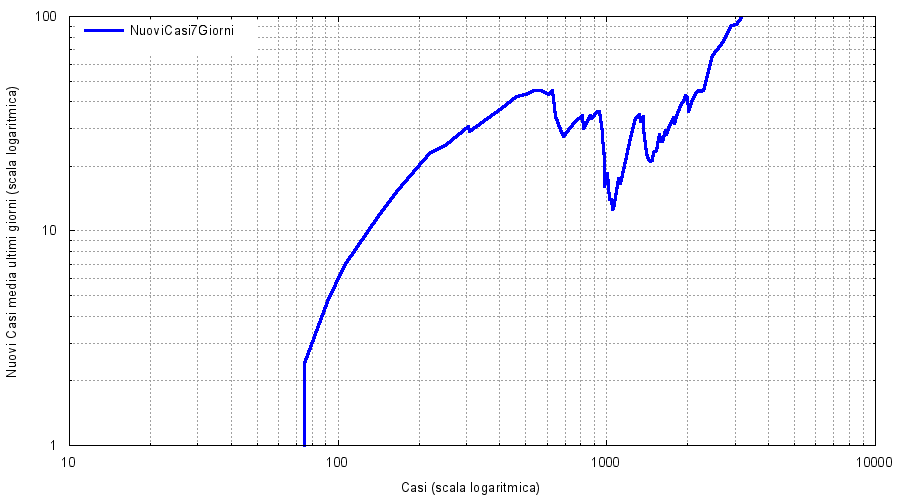 100
NuoviCasi7Giorni
Nuovi Casi media ultimi giorni (scala logaritmica)
10
1
10
100
1000
10000
Casi (scala logaritmica)